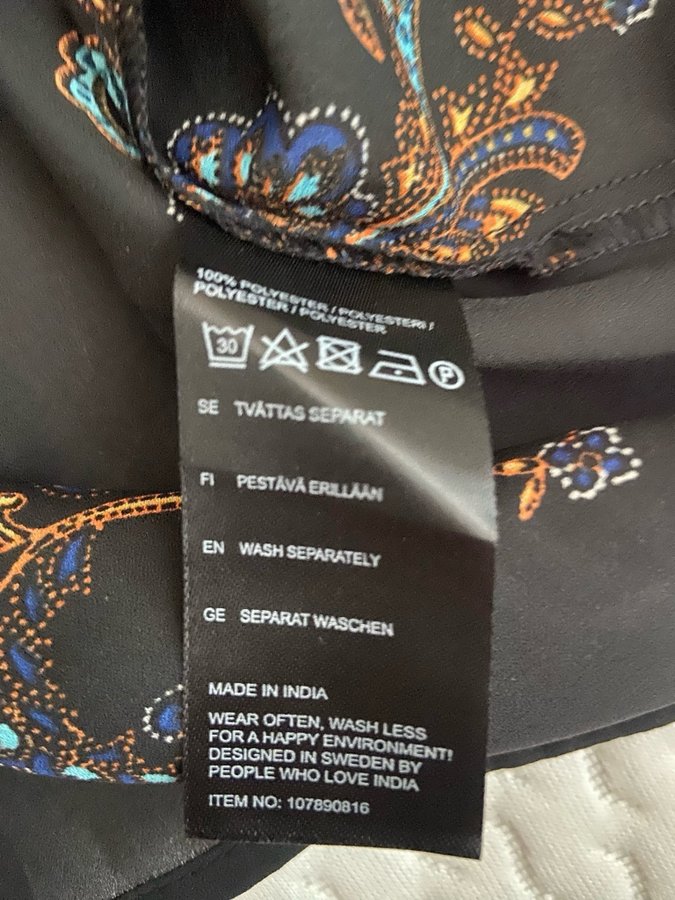 100% POLYESTER / POLYESTERI /
POLYESTER / POLYESTER
30
P
SE TVÄTTAS SEPARAT
FI PESTÄVÄ ERILLÄÄN
EN WASH SEPARATELY
GE SEPARAT WASCHEN
MADE IN INDIA
WEAR OFTEN, WASH LESS
FOR A HAPPY ENVIRONMENT!
DESIGNED IN SWEDEN BY
PEOPLE WHO LOVE INDIA
ITEM NO: 107890816